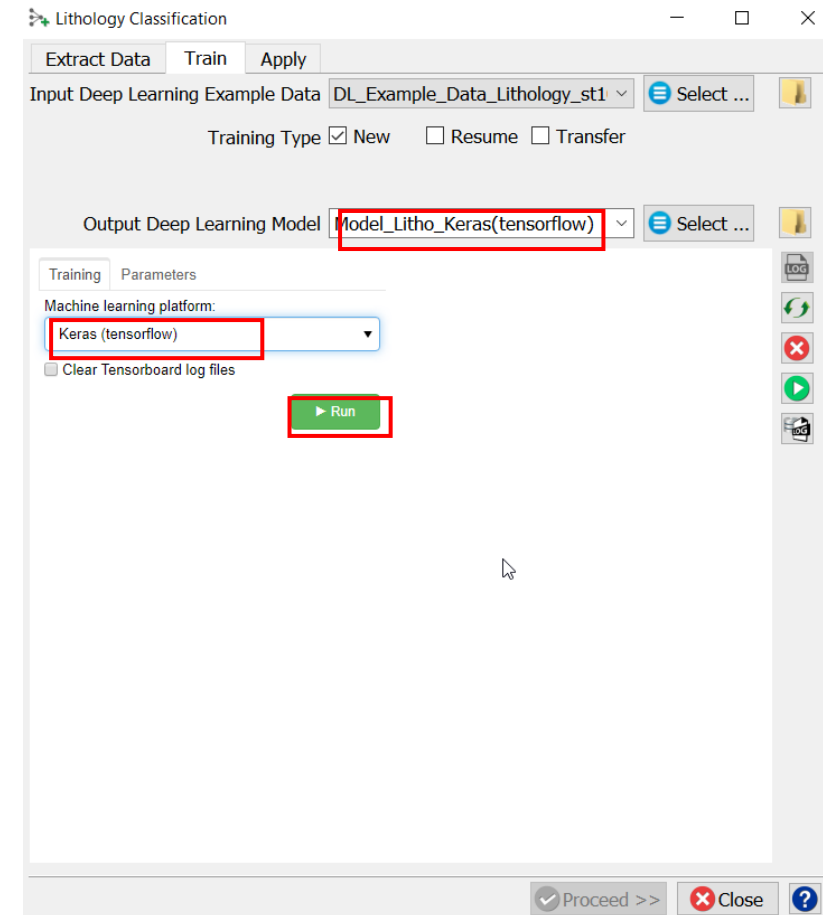 Lithology Classification
Extract Data Train Apply
Input Deep Learning Example Data DL_Example_Data_Lithology_st1 Select ...
Training Type New Resume Transfer
Output Deep Learning Model Model_Litho_Keras(tensorflow) Select ...
Training Parameters
LOG
Machine learning platform:
Keras (tensorflow)
Clear Tensorboard log files
Run
LOG
Proceed >> Close ?